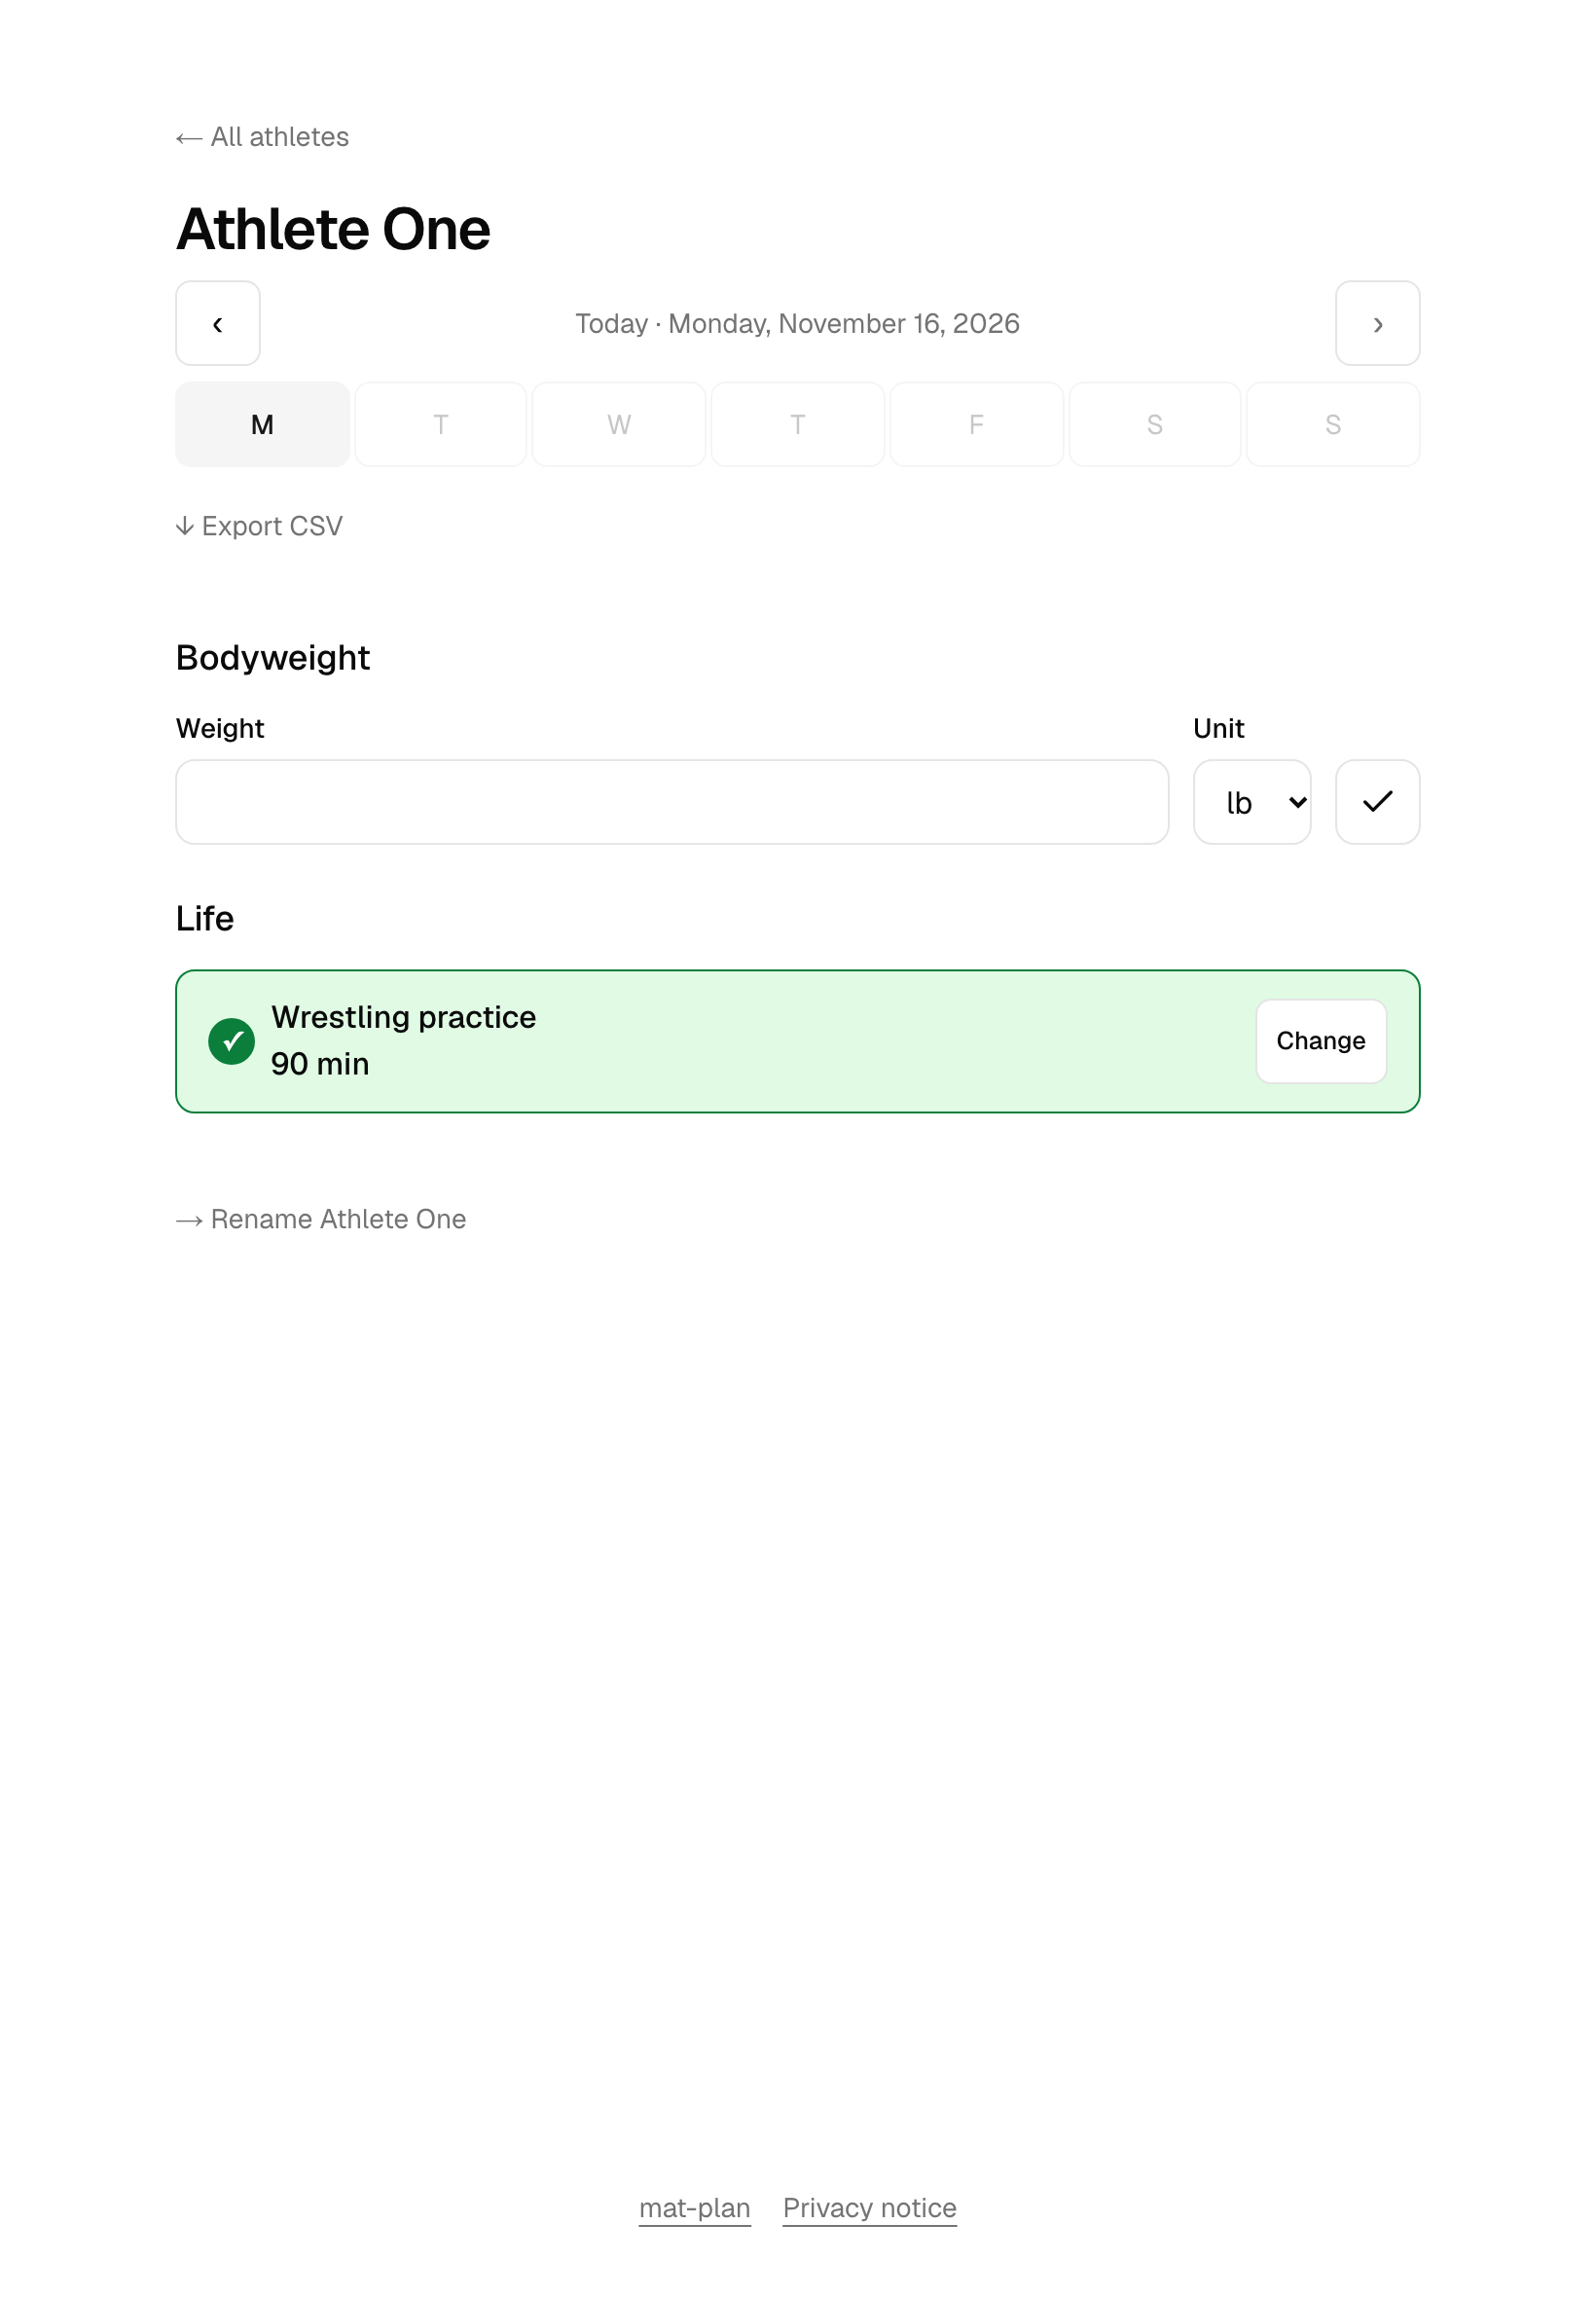 ← All athletes
Athlete One
‹ Today · Monday, November 16, 2026 ›
M T W T F S S
↓ Export CSV
Bodyweight
Weight Unit
lb
Life
Wrestling practice
90 min
Change
→ Rename Athlete One
mat-plan Privacy notice